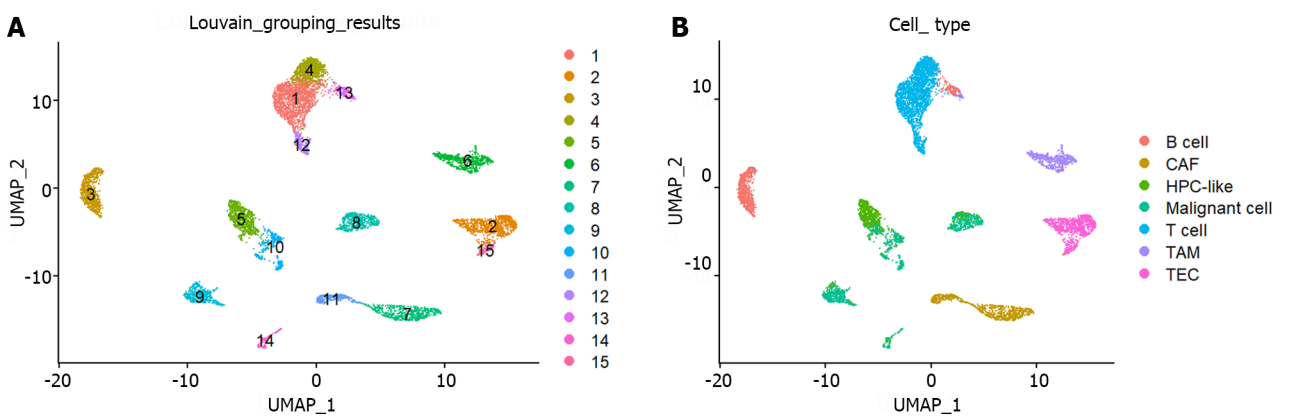 A
Louvain_grouping_results
UMAP_2
10
0
-10
-20
-10
0
10
UMAP_1
4
1
13
12
6
3
5
8
2
10
15
9
11
7
14
1
2
3
4
5
6
7
8
9
10
11
12
13
14
15
B
Cell_ type
UMAP_2
10
0
-10
-20
-10
0
10
UMAP_1
B cell
CAF
HPC-like
Malignant cell
T cell
TAM
TEC